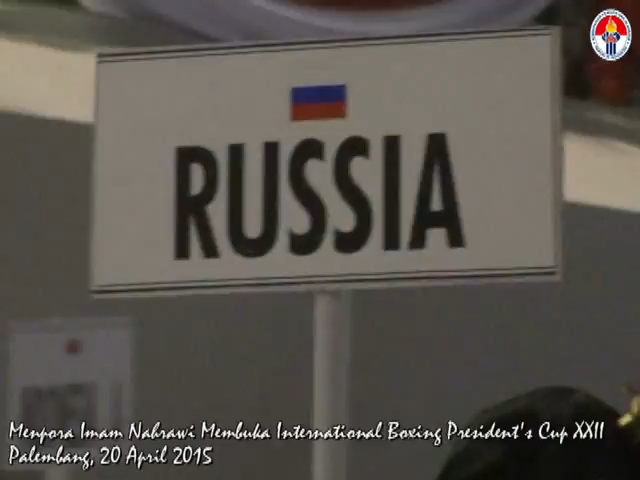 RUSSIA
Menpora Imam Nahrawi Membuka International Boxing President's Cup XXII
Palembang, 20 April 2015